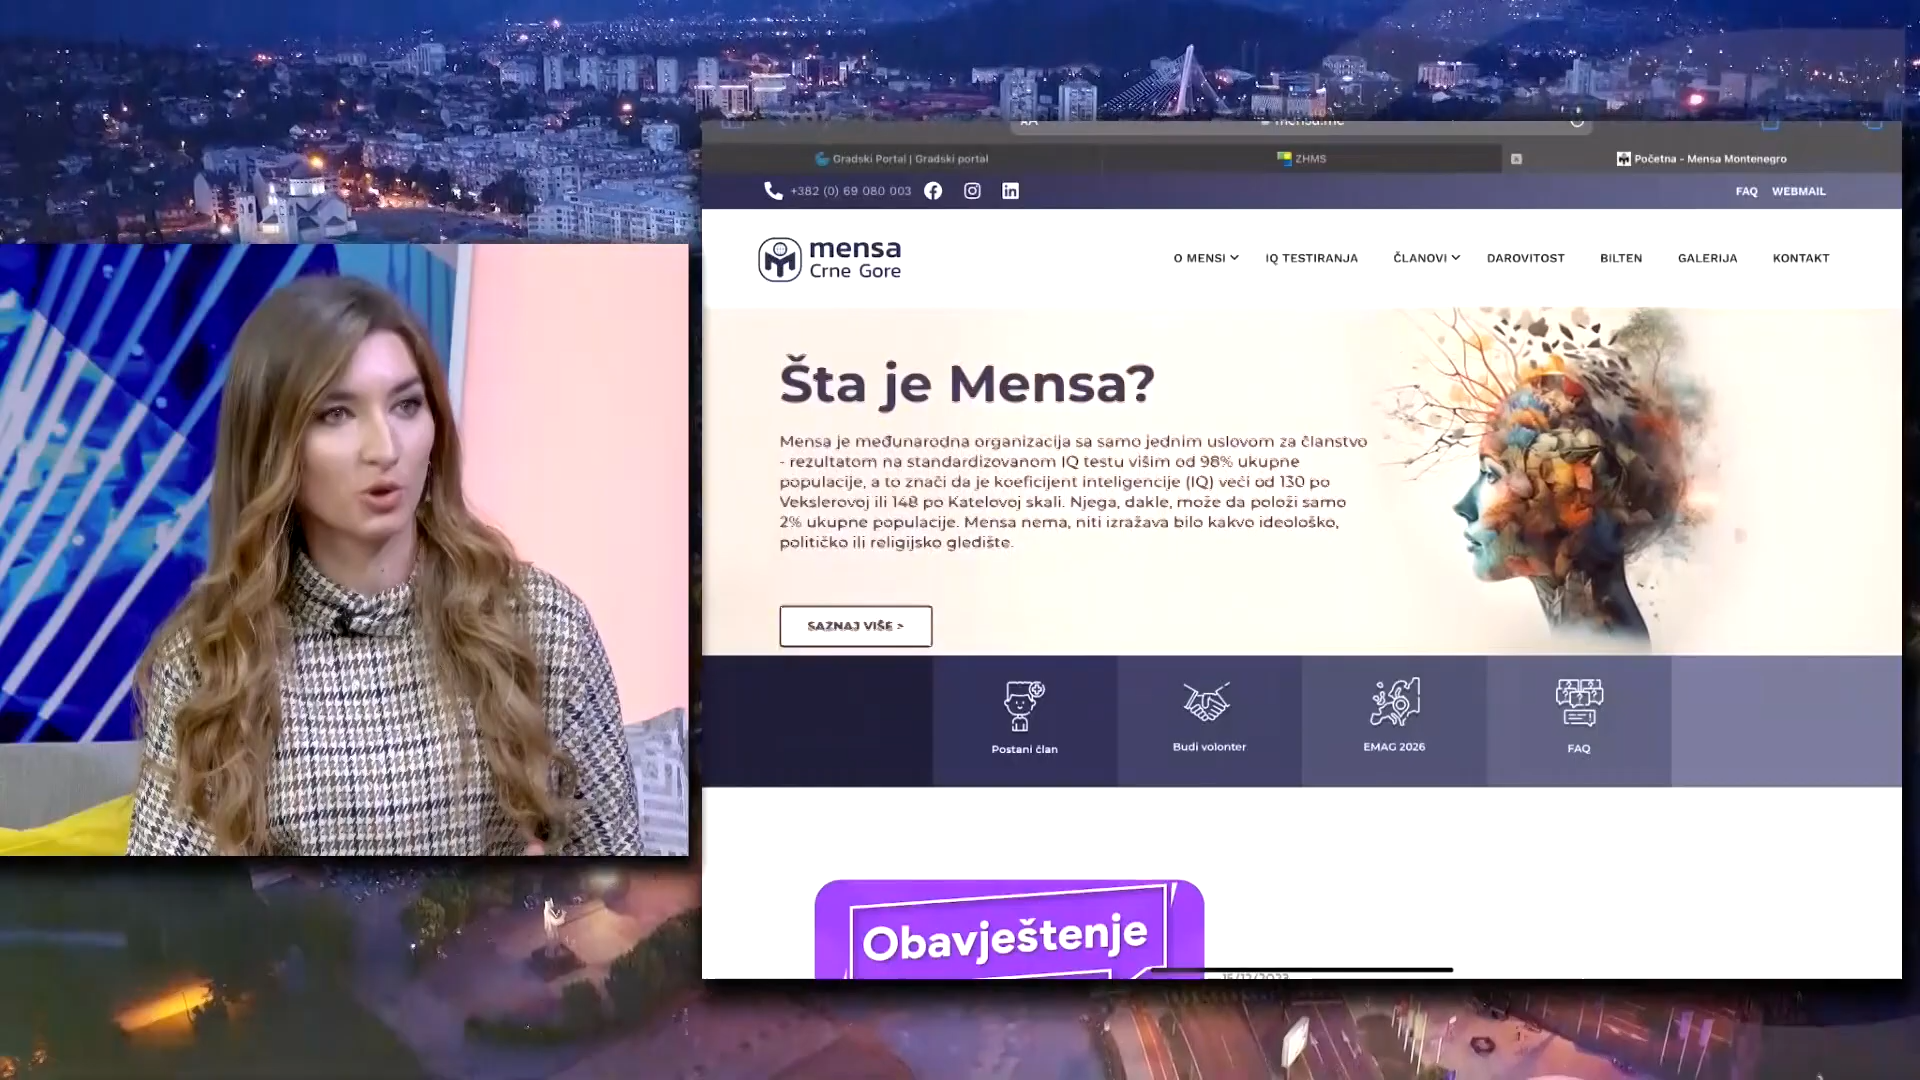 Gradski Portal | Gradski portal
ZHMS
Početna - Mensa Montenegro
+382 (0) 69 080 003
FAQ
WEBMAIL
mensa
Crne Gore
O MENSI
IQ TESTIRANJA
ČLANOVI
DAROVITOST
BILTEN
GALERIJA
KONTAKT
Šta je Mensa?
Mensa je međunarodna organizacija sa samo jednim uslovom za članstvo
- rezultatom na standardizovanom IQ testu višim od 98% ukupne
populacije, a to znači da je koeficijent inteligencije (IQ) veći od 130 po
Vekslerovoj ili 148 po Katelovoj skali. Njega, dakle, može da položi samo
2% ukupne populacije. Mensa nema, niti izražava bilo kakvo ideološko,
političko ili religijsko gledište.
SAZNAJ VIŠE >
Postani član
Budi volonter
EMAG 2026
FAQ
Obavještenje